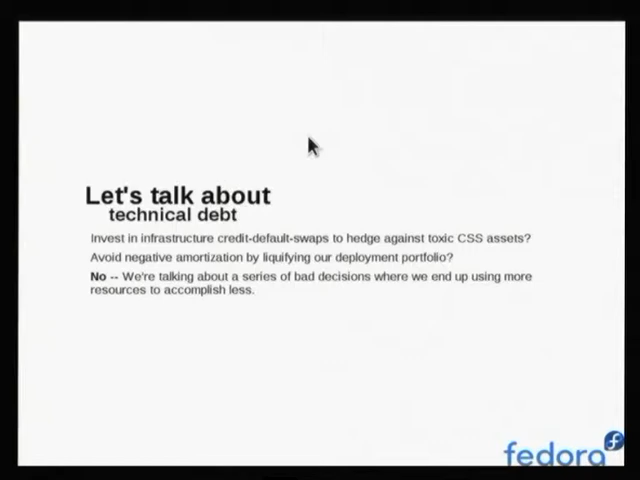 Let's talk about
technical debt
Invest in infrastructure credit-default-swaps to hedge against toxic CSS assets?
Avoid negative amortization by liquifying our deployment portfolio?
No -- We're talking about a series of bad decisions where we end up using more
resources to accomplish less.
fedora